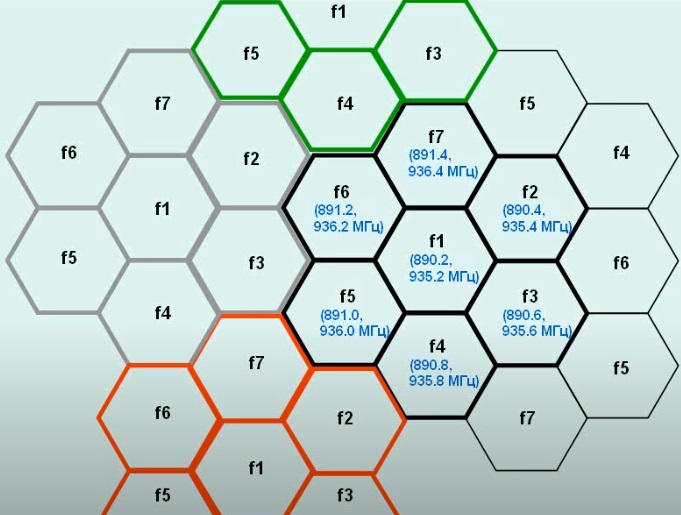 f1
f5
f3
f7
f4
f5
f6
f2
f7
(891.4,
936.4 МГц)
f4
f1
f6
(891.2,
936.2 МГц)
f2
(890.4,
935.4 МГц)
f5
f3
f1
(890.2,
935.2 МГц)
f6
f4
f5
(891.0,
936.0 МГц)
f3
(890.6,
935.6 МГц)
f7
f4
(890.8,
935.8 МГц)
f5
f6
f2
f7
f1
f5
f3